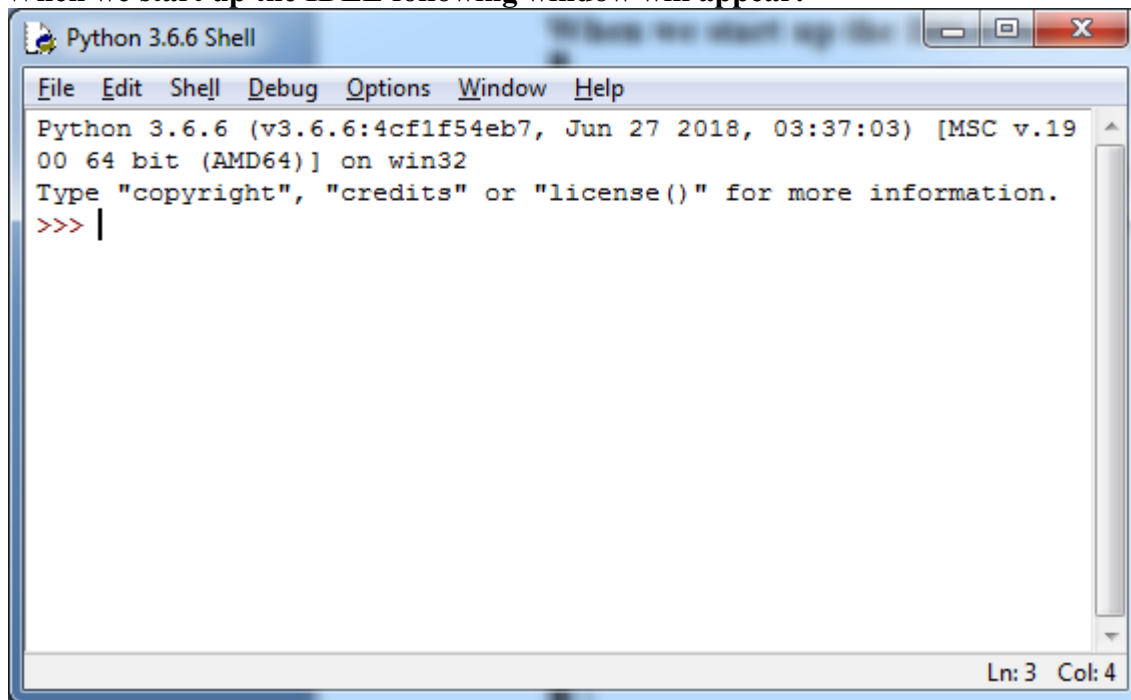 When we start up the IDLE following window will appear:
Python 3.6.6 Shell
File Edit Shell Debug Options Window Help
Python 3.6.6 (v3.6.6:4cf1f54eb7, Jun 27 2018, 03:37:03) [MSC v.19
00 64 bit (AMD64)] on win32
Type "copyright", "credits" or "license()" for more information.
>>>
Ln: 3 Col: 4